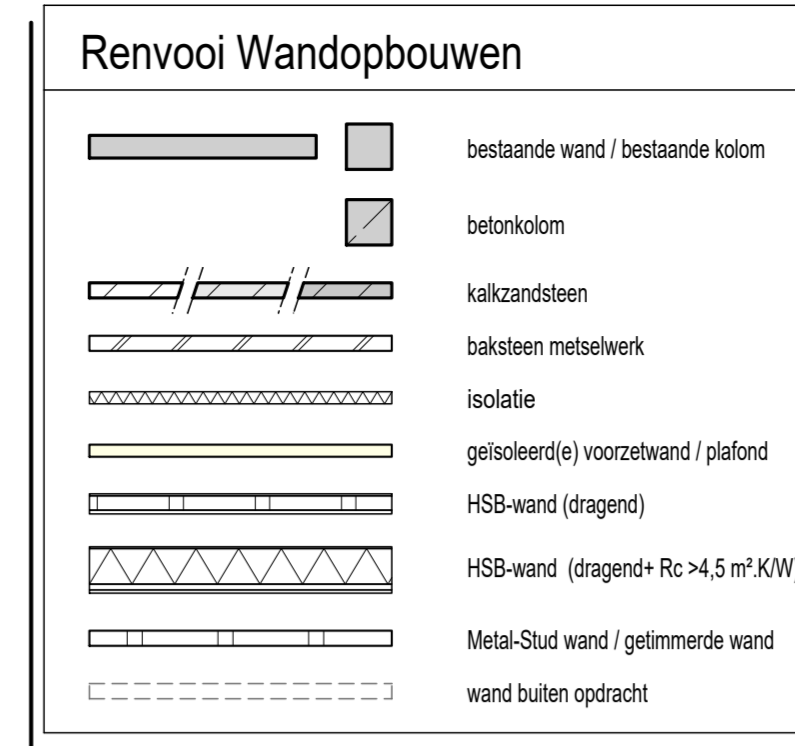 Renvooi Wandopbouwen
bestaande wand / bestaande kolom
betonkolom
kalkzandsteen
baksteen metselwerk
isolatie
geïsoleerd(e) voorzetwand / plafond
HSB-wand (dragend)
HSB-wand (dragend+ Rc >4,5 m².K/W)
Metal-Stud wand / getimmerde wand
wand buiten opdracht